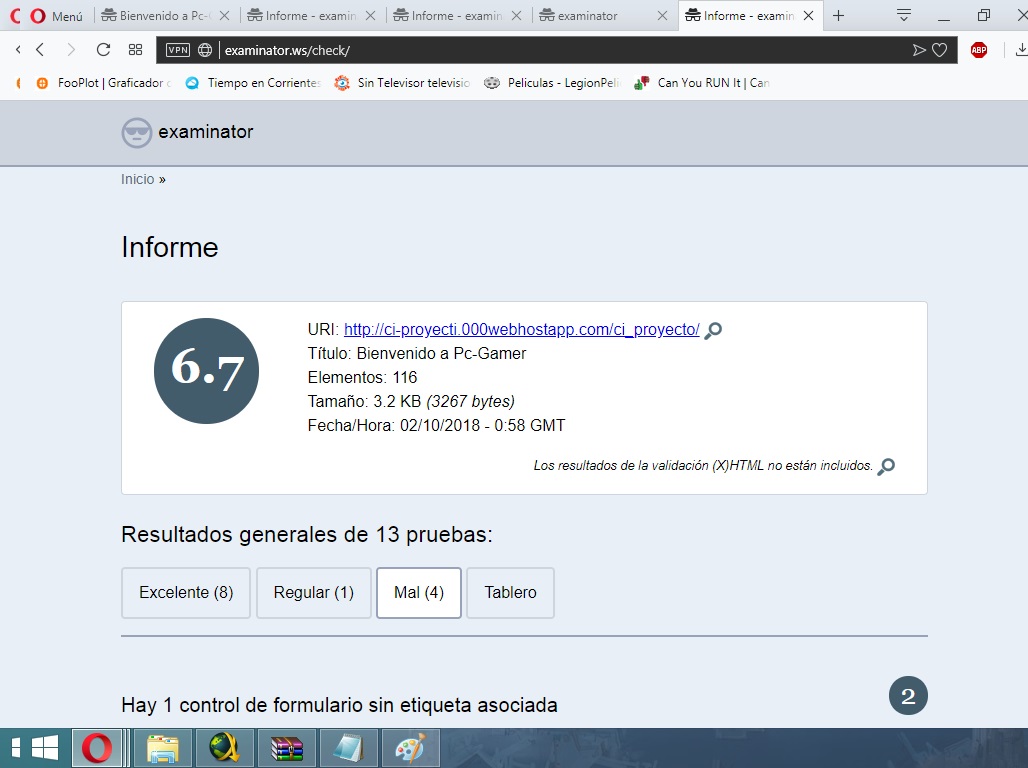 Menú
Bienvenido a Pc-
Informe - examin
Informe - examin
examinator
Informe - examin
VPN
examinator.ws/check/
ABP
FooPlot | Graficador
Tiempo en Corrientes
Sin Televisor televisio
Peliculas - LegionPeli
Can You RUN It | Can
examinator
Inicio »
Informe
6.7
URI: http://ci-proyecti.000webhostapp.com/ci_proyecto/
Título: Bienvenido a Pc-Gamer
Elementos: 116
Tamaño: 3.2 KB (3267 bytes)
Fecha/Hora: 02/10/2018 - 0:58 GMT
Los resultados de la validación (X)HTML no están incluidos.
Resultados generales de 13 pruebas:
Excelente (8)
Regular (1)
Mal (4)
Tablero
Hay 1 control de formulario sin etiqueta asociada
2